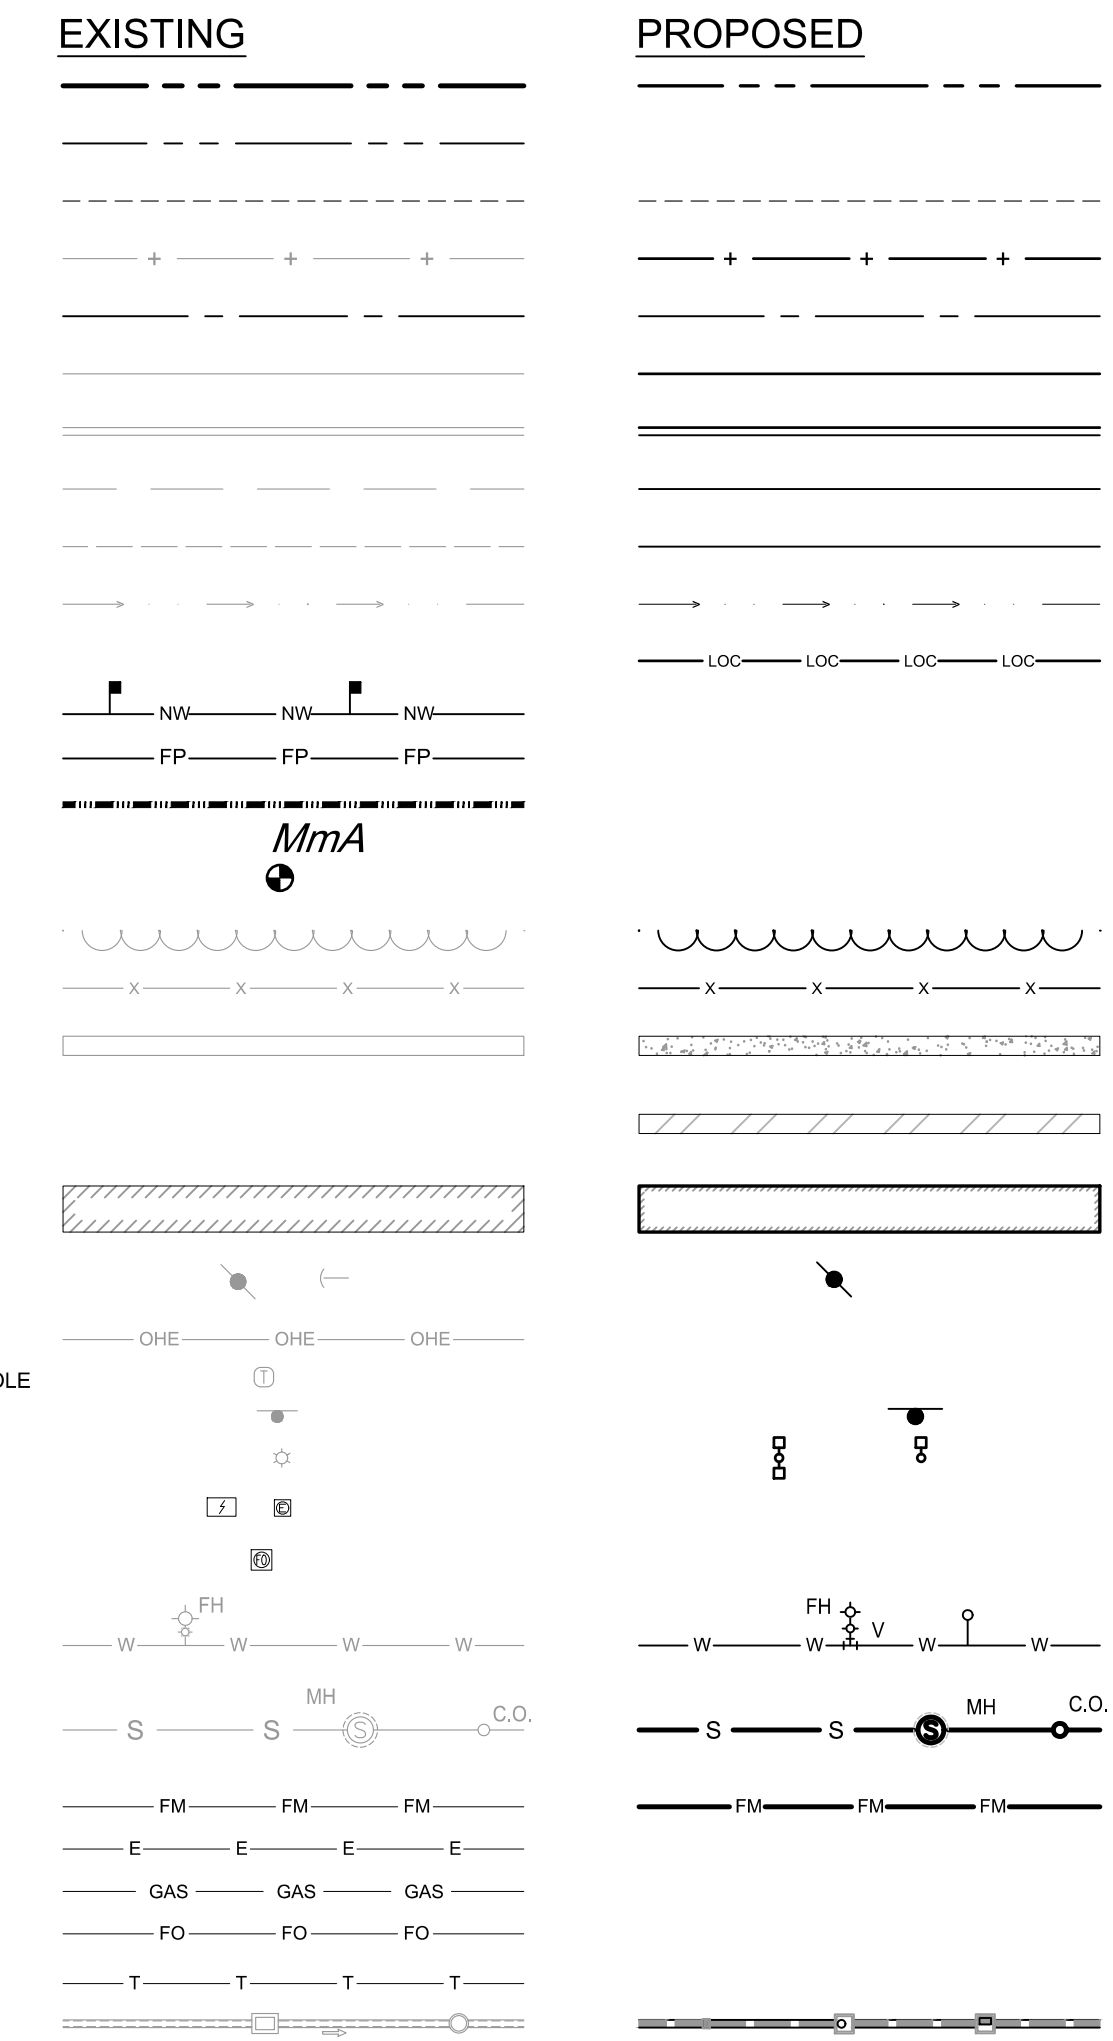 EXISTING PROPOSED
LOC LOC LOC LOC
NW NW NW
FP FP FP
MmA
X X X X X X X X
OHE OHE OHE
OLE T
E
FO
FH FH V
W W W W W W W W
MH C.O. MH C.O.
S S S S S S
FM FM FM FM FM FM
E E E E
GAS GAS GAS
FO FO FO
T T T T